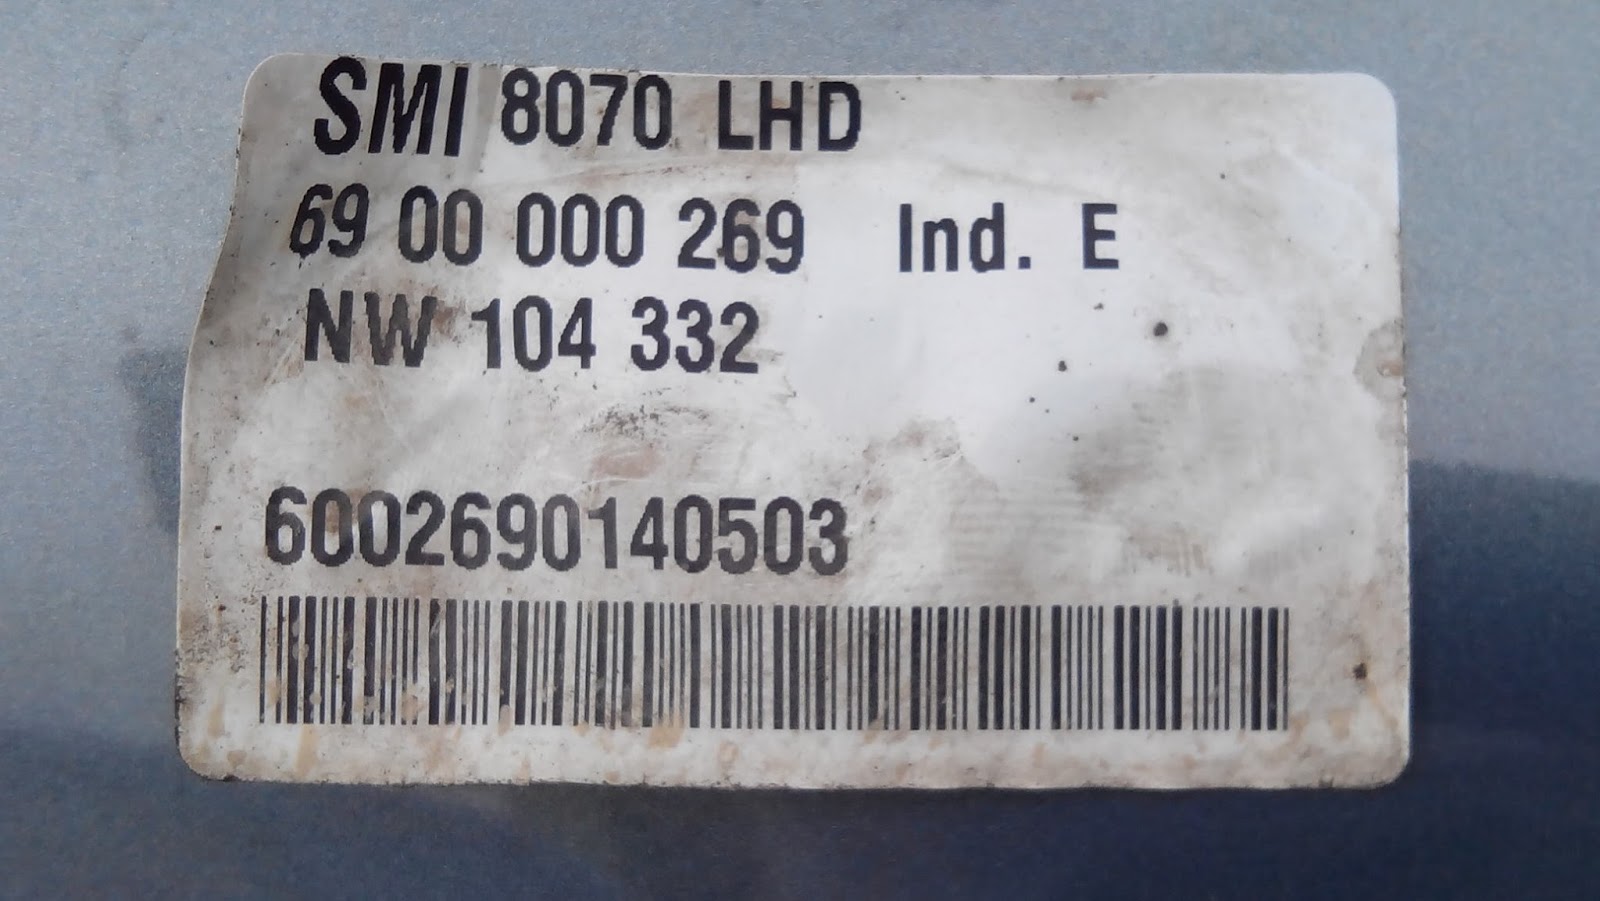 SMI 8070 LHD
69 00 000 269 Ind. E
NW 104 332
6002690140503